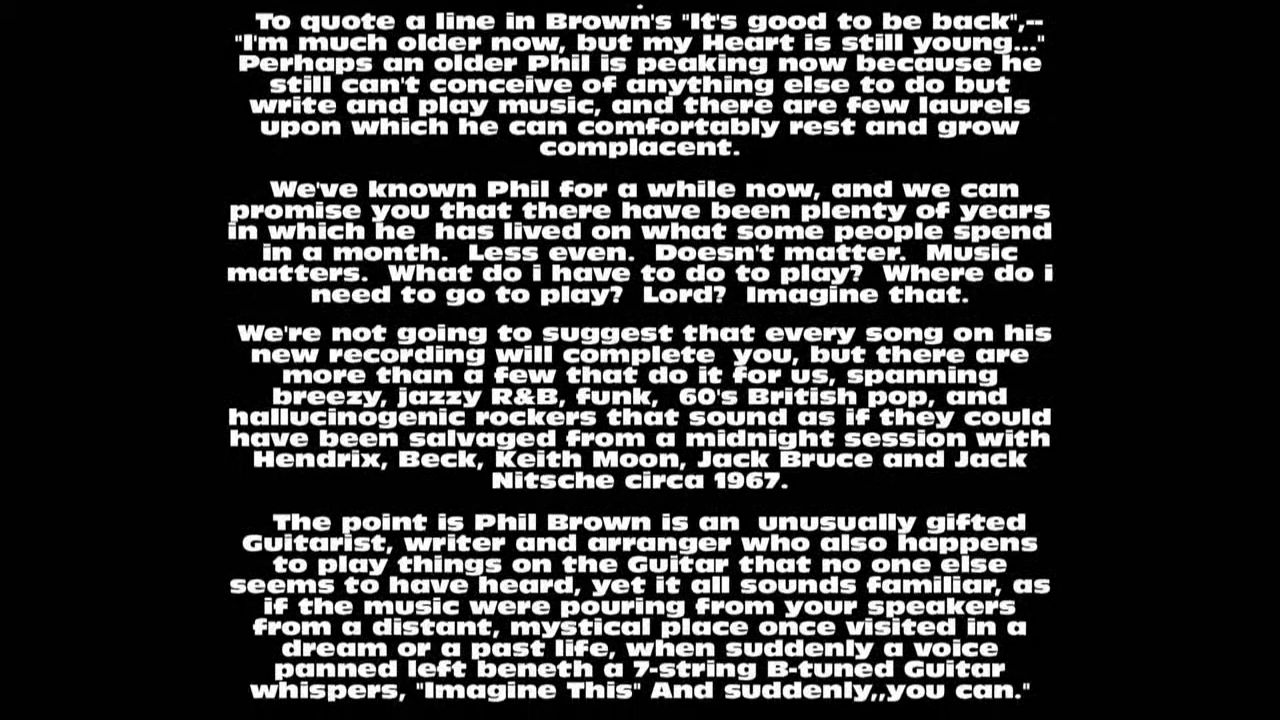 To quote a line in Brown's "It's good to be back",--
"I'm much older now, but my Heart is still young..."
Perhaps an older Phil is peaking now because he
still can't conceive of anything else to do but
write and play music, and there are few laurels
upon which he can comfortably rest and grow
complacent.
We've known Phil for a while now, and we can
promise you that there have been plenty of years
in which he  has lived on what some people spend
in a month.  Less even.  Doesn't matter.  Music
matters.  What do i have to do to play?  Where do i
need to go to play?  Lord?  Imagine that.
We're not going to suggest that every song on his
new recording will complete  you, but there are
more than a few that do it for us, spanning
breezy, jazzy R&B, funk,  60's British pop, and
hallucinogenic rockers that sound as if they could
have been salvaged from a midnight session with
Hendrix, Beck, Keith Moon, Jack Bruce and Jack
Nitsche circa 1967.
The point is Phil Brown is an  unusually gifted
Guitarist, writer and arranger who also happens
to play things on the Guitar that no one else
seems to have heard, yet it all sounds familiar, as
if the music were pouring from your speakers
from a distant, mystical place once visited in a
dream or a past life, when suddenly a voice
panned left beneth a 7-string B-tuned Guitar
whispers, "Imagine This" And suddenly,,you can."